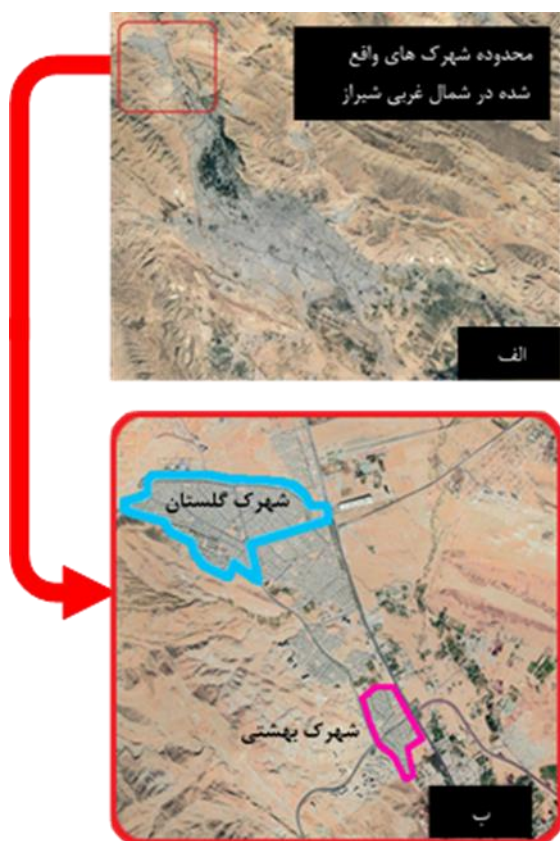 محدوده شهرک های واقع
شده در شمال غربی شیراز
الف
شهرک گلستان
شهرک بهشتی
ب